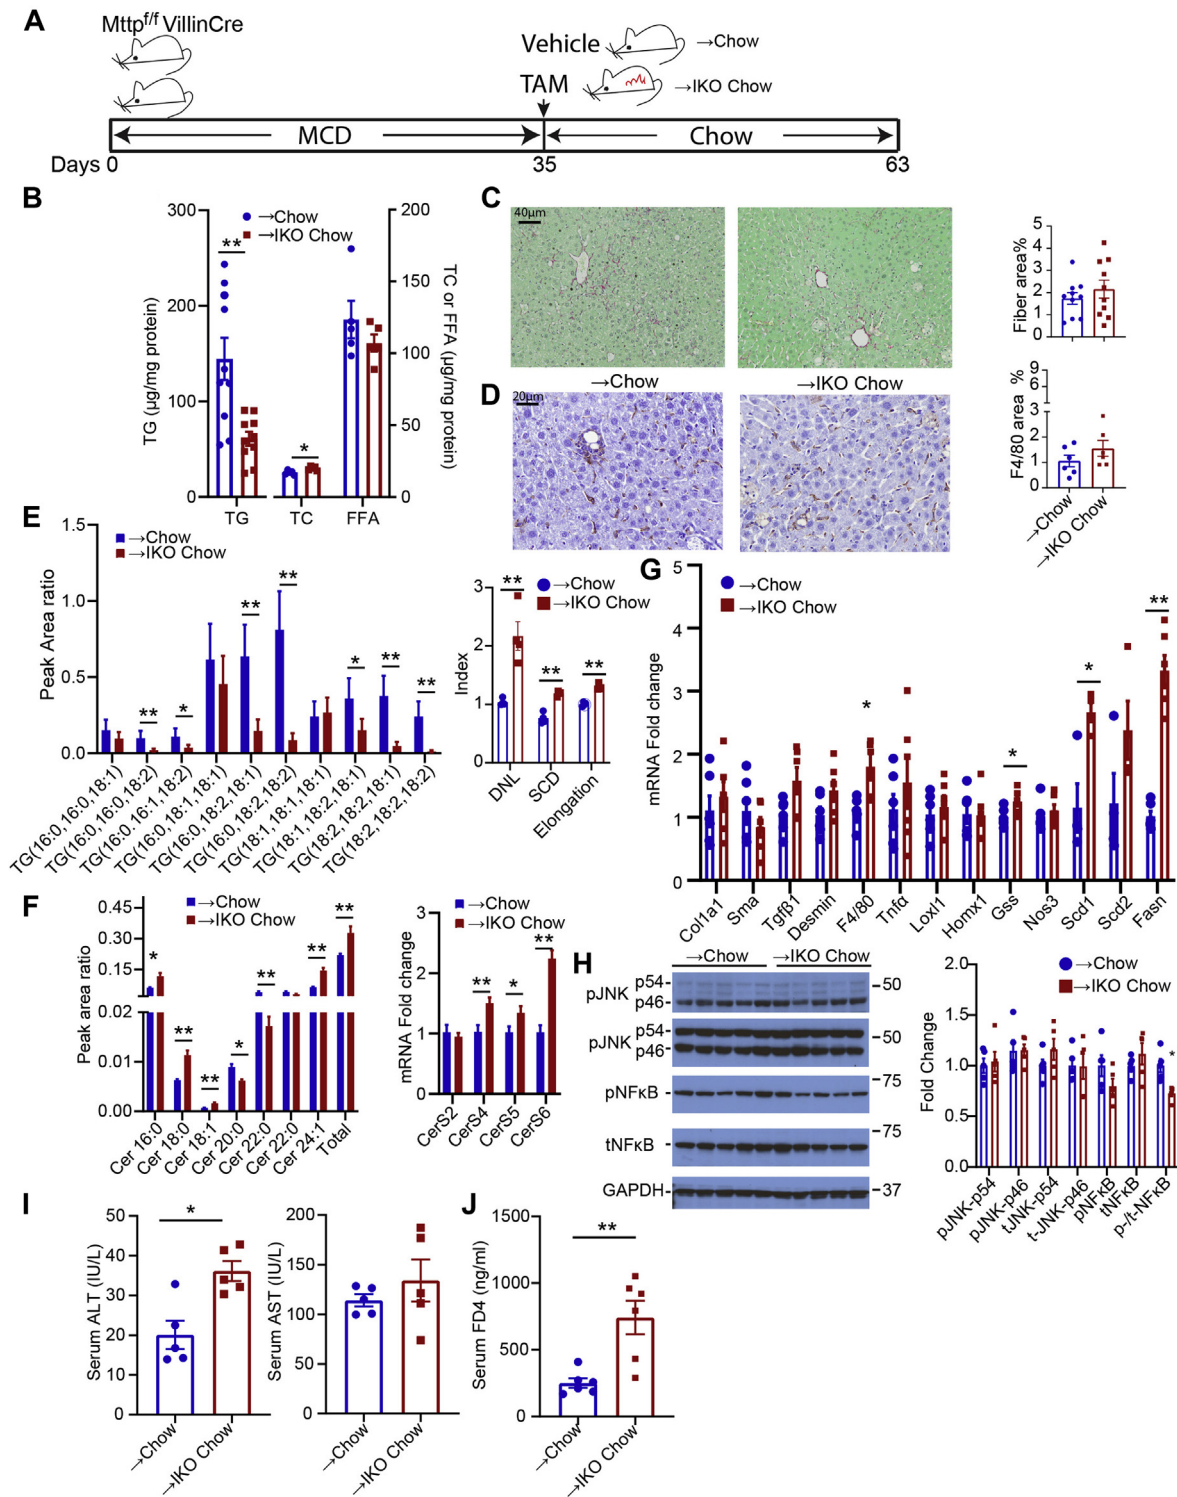 A
Mttp^f/f VillinCre
Vehicle →Chow
TAM →IKO Chow
MCD Chow
Days 0 35 63
B
→Chow
→IKO Chow
**
*
TG (µg/mg protein)
300
200
100
0
TC or FFA (µg/mg protein)
200
150
100
50
0
TG TC FFA
C
40µm
→Chow →IKO Chow
Fiber area%
5
4
3
2
1
0
D
20µm
F4/80 area %
9
6
3
2
1
0
→Chow
→IKO Chow
E
→Chow
→IKO Chow
Peak Area ratio
1.5
1.0
0.5
0.0
** * ** ** * ** **
TG(16:0,16:0,18:1)
TG(16:0,16:0,18:2)
TG(16:0,16:1,18:2)
TG(16:0,18:1,18:1)
TG(16:0,18:2,18:1)
TG(16:0,18:2,18:2)
TG(18:1,18:1,18:1)
TG(18:1,18:2,18:1)
TG(18:2,18:2,18:1)
TG(18:2,18:2,18:2)
Index
3
2
1
0
→Chow
→IKO Chow
** ** **
DNL
SCD
Elongation
G
→Chow
→IKO Chow
mRNA Fold change
5
4
3
2
1
0
* * * **
Col1a1
Sma
Tgfβ1
Desmin
F4/80
Tnfα
Loxl1
Homx1
Gss
Nos3
Scd1
Scd2
Fasn
F
→Chow
→IKO Chow
Peak area ratio
0.45
0.30
0.15
0.02
0.01
0.00
* ** ** * ** ** **
Cer 16:0
Cer 18:0
Cer 18:1
Cer 20:0
Cer 22:0
Cer 22:0
Cer 24:1
Total
mRNA Fold change
3
2
1
0
→Chow
→IKO Chow
** * **
CerS2
CerS4
CerS5
CerS6
H
→Chow →IKO Chow
pJNK p54- p46- -50
pJNK p54- p46- -50
pNFκB - -75
tNFκB - -75
GAPDH- -37
→Chow
→IKO Chow
Fold Change
2.0
1.5
1.0
0.5
0.0
*
pJNK-p54
pJNK-p46
tJNK-p54
t-JNK-p46
pNFκB
tNFκB
p-/t-NFκB
I
Serum ALT (IU/L)
50
40
30
20
10
0
*
→Chow
→IKO Chow
Serum AST (IU/L)
200
150
100
50
0
→Chow
→IKO Chow
J
Serum FD4 (ng/ml)
1500
1000
500
0
**
→Chow
→IKO Chow